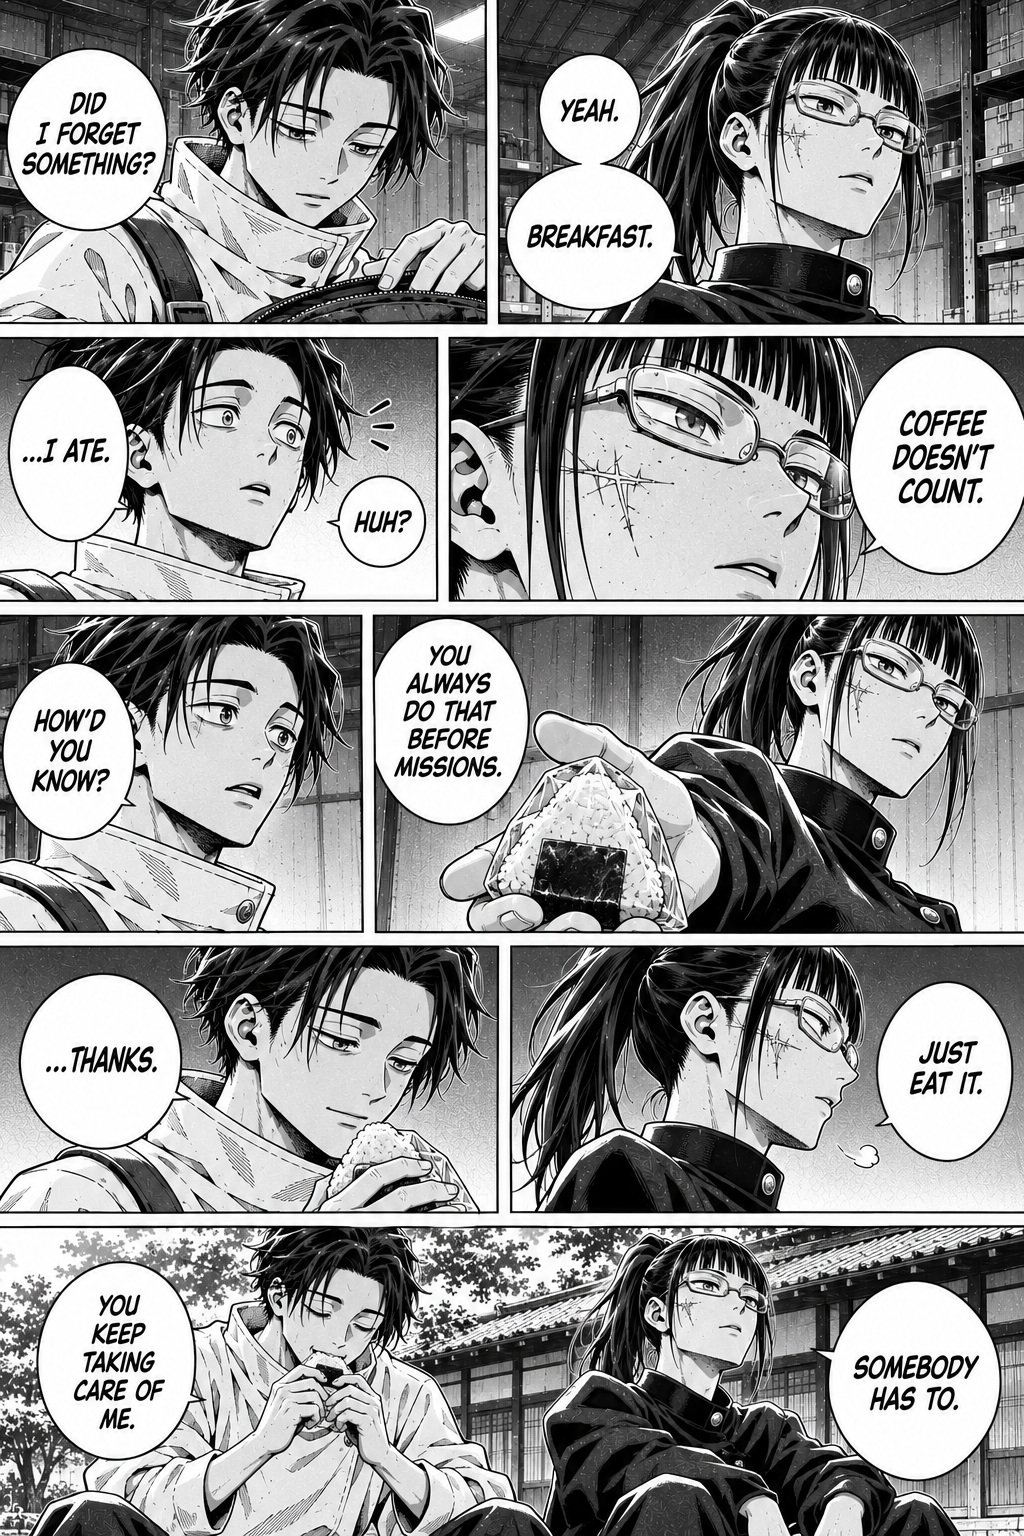 DID
I FORGET
SOMETHING?
YEAH.
BREAKFAST.
...I ATE.
HUH?
COFFEE
DOESN'T
COUNT.
HOW'D
YOU
KNOW?
YOU
ALWAYS
DO THAT
BEFORE
MISSIONS.
...THANKS.
JUST
EAT IT.
YOU
KEEP
TAKING
CARE OF
ME.
SOMEBODY
HAS TO.